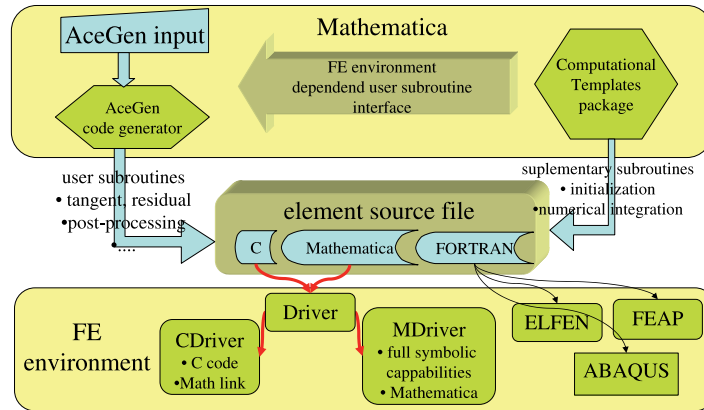 AceGen input
Mathematica
FE environment
dependend user subroutine
interface
Computational
Templates
package
AceGen
code generator
user subroutines
• tangent, residual
•post-processing
•....
suplementary subroutines
• initialization
•numerical integration
element source file
C
Mathematica
FORTRAN
FE
environment
Driver
CDriver
• C code
•Math link
MDriver
• full symbolic
cappabilities
• Mathematica
ELFEN
FEAP
ABAQUS